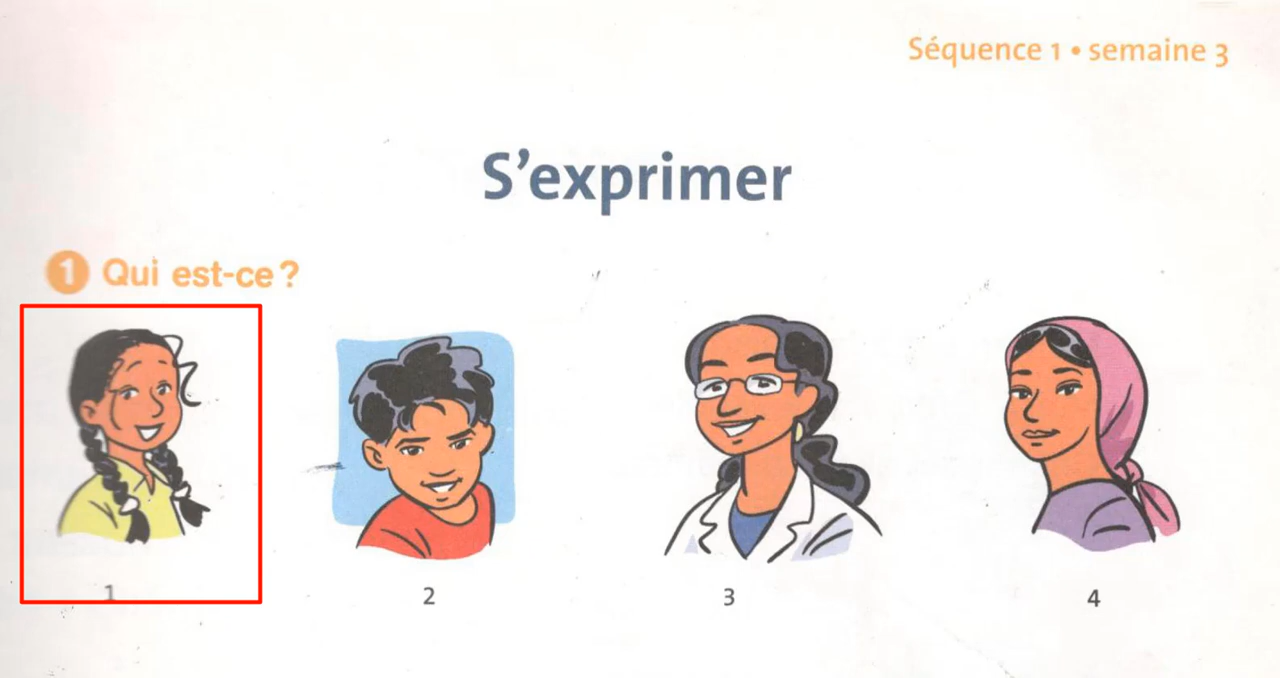 Séquence 1 • semaine 3
S'exprimer
1 Qui est-ce ?
1 2 3 4